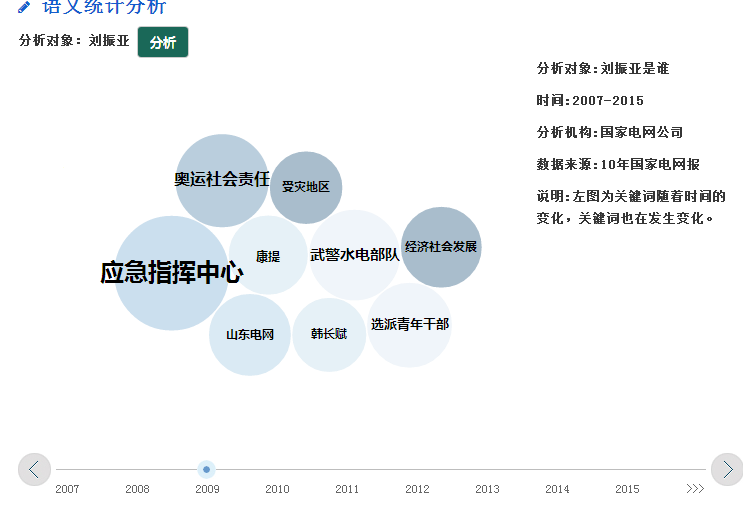 语义统计分析
分析对象：刘振亚 分析
分析对象:刘振亚是谁
时间:2007-2015
分析机构:国家电网公司
数据来源:10年国家电网报
说明:左图为关键词随着时间的
变化，关键词也在发生变化。
奥运社会责任
受灾地区
应急指挥中心
康提
武警水电部队
经济社会发展
山东电网
韩长赋
选派青年干部
2007 2008 2009 2010 2011 2012 2013 2014 2015 >>>